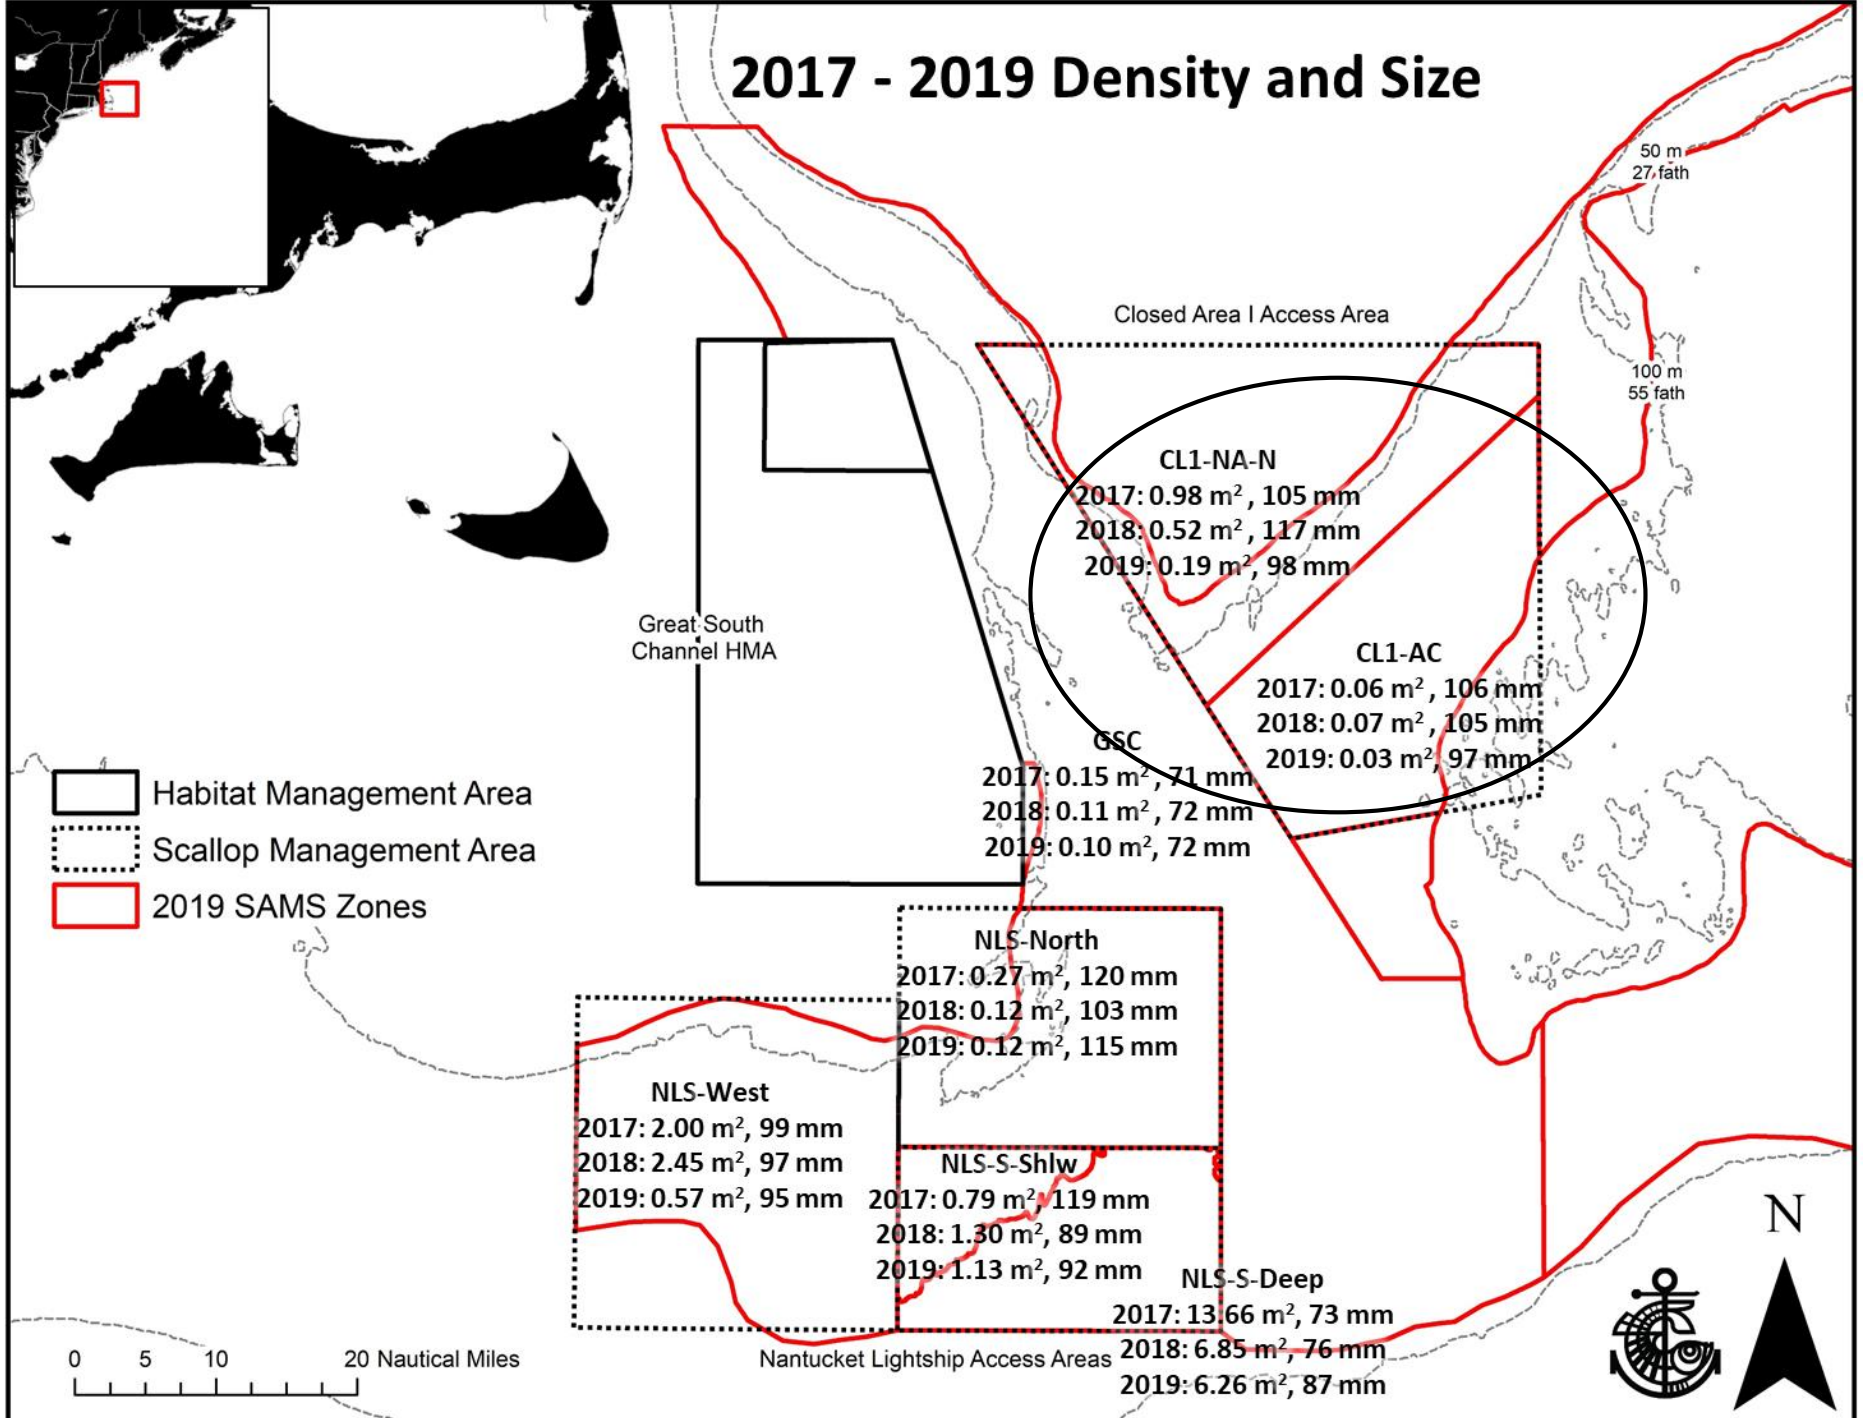 2017 - 2019 Density and Size
50 m
27 fath
Closed Area I Access Area
100 m
55 fath
CL1-NA-N
2017: 0.98 m², 105 mm
2018: 0.52 m², 117 mm
2019: 0.19 m², 98 mm
Great South
Channel HMA
CL1-AC
2017: 0.06 m², 106 mm
2018: 0.07 m², 105 mm
2019: 0.03 m², 97 mm
GSC
2017: 0.15 m², 71 mm
2018: 0.11 m², 72 mm
2019: 0.10 m², 72 mm
Habitat Management Area
Scallop Management Area
2019 SAMS Zones
NLS-North
2017: 0.27 m², 120 mm
2018: 0.12 m², 103 mm
2019: 0.12 m², 115 mm
NLS-West
2017: 2.00 m², 99 mm
2018: 2.45 m², 97 mm
2019: 0.57 m², 95 mm
NLS-S-Shlw
2017: 0.79 m², 119 mm
2018: 1.30 m², 89 mm
2019: 1.13 m², 92 mm
NLS-S-Deep
2017: 13.66 m², 73 mm
2018: 6.85 m², 76 mm
2019: 6.26 m², 87 mm
N
0 5 10 20 Nautical Miles
Nantucket Lightship Access Areas